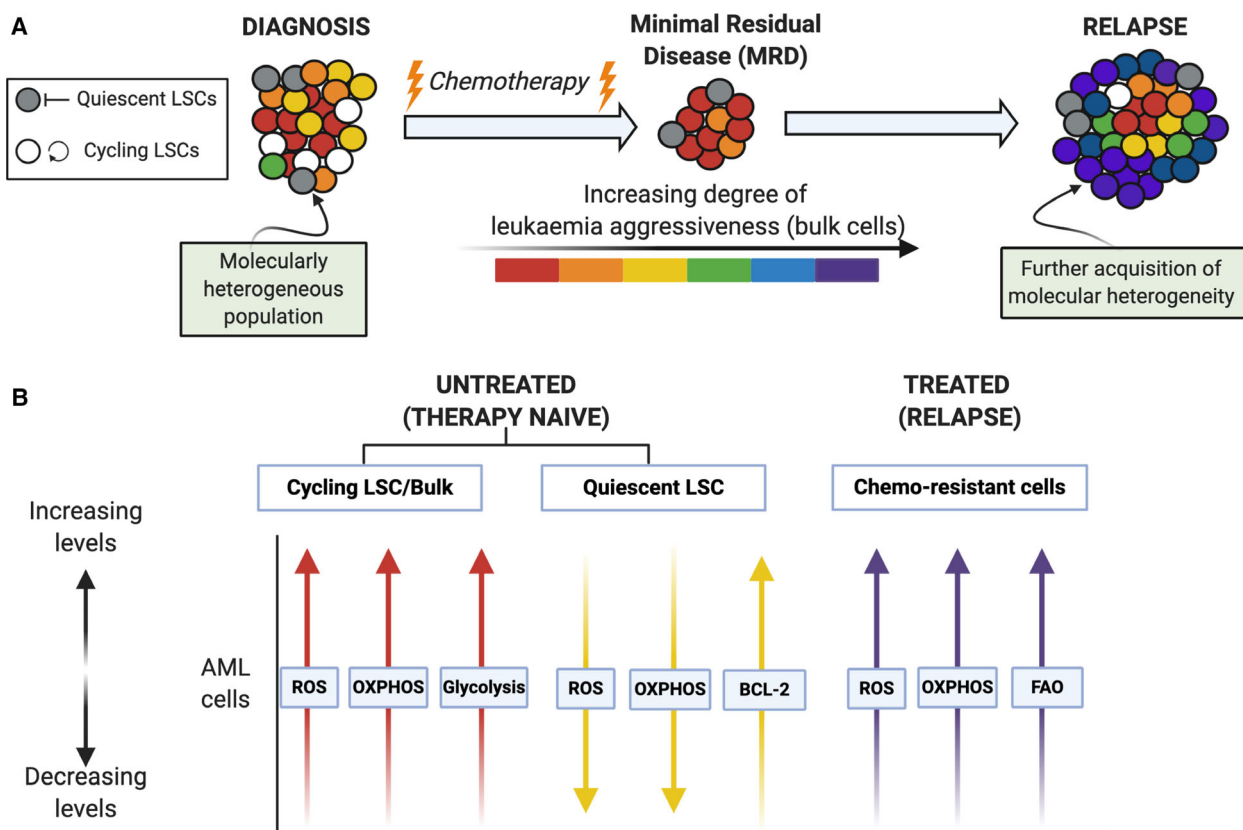 A
DIAGNOSIS
Minimal Residual
Disease (MRD)
RELAPSE
Chemotherapy
Quiescent LSCs
Cycling LSCs
Increasing degree of
leukaemia aggressiveness (bulk cells)
Molecularly
heterogeneous
population
Further acquisition of
molecular heterogeneity
B
UNTREATED
(THERAPY NAIVE)
TREATED
(RELAPSE)
Cycling LSC/Bulk
Quiescent LSC
Chemo-resistant cells
Increasing
levels
AML
cells
ROS
OXPHOS
Glycolysis
ROS
OXPHOS
BCL-2
ROS
OXPHOS
FAO
Decreasing
levels